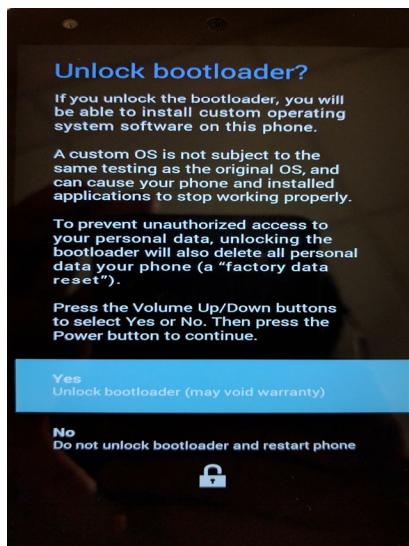 Unlock bootloader?
If you unlock the bootloader, you will
be able to install custom operating
system software on this phone.
A custom OS is not subject to the
same testing as the original OS, and
can cause your phone and installed
applications to stop working properly.
To prevent unauthorized access to
your personal data, unlocking the
bootloader will also delete all personal
data your phone (a “factory data
reset”).
Press the Volume Up/Down buttons
to select Yes or No. Then press the
Power button to continue.
Yes
Unlock bootloader (may void warranty)
No
Do not unlock bootloader and restart phone